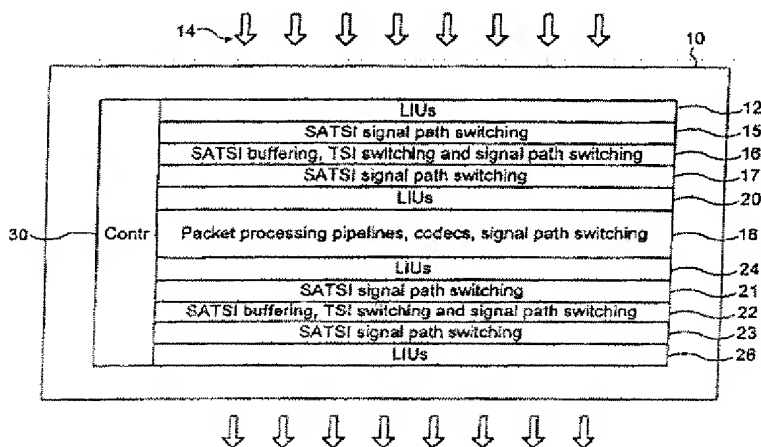 14
10
LIUs 12
SATSI signal path switching 15
SATSI buffering, TSI switching and signal path switching 16
SATSI signal path switching 17
LIUs 20
30 Contr Packet processing pipelines, codecs, signal path switching 18
LIUs 24
SATSI signal path switching 21
SATSI buffering, TSI switching and signal path switching 22
SATSI signal path switching 23
LIUs 26